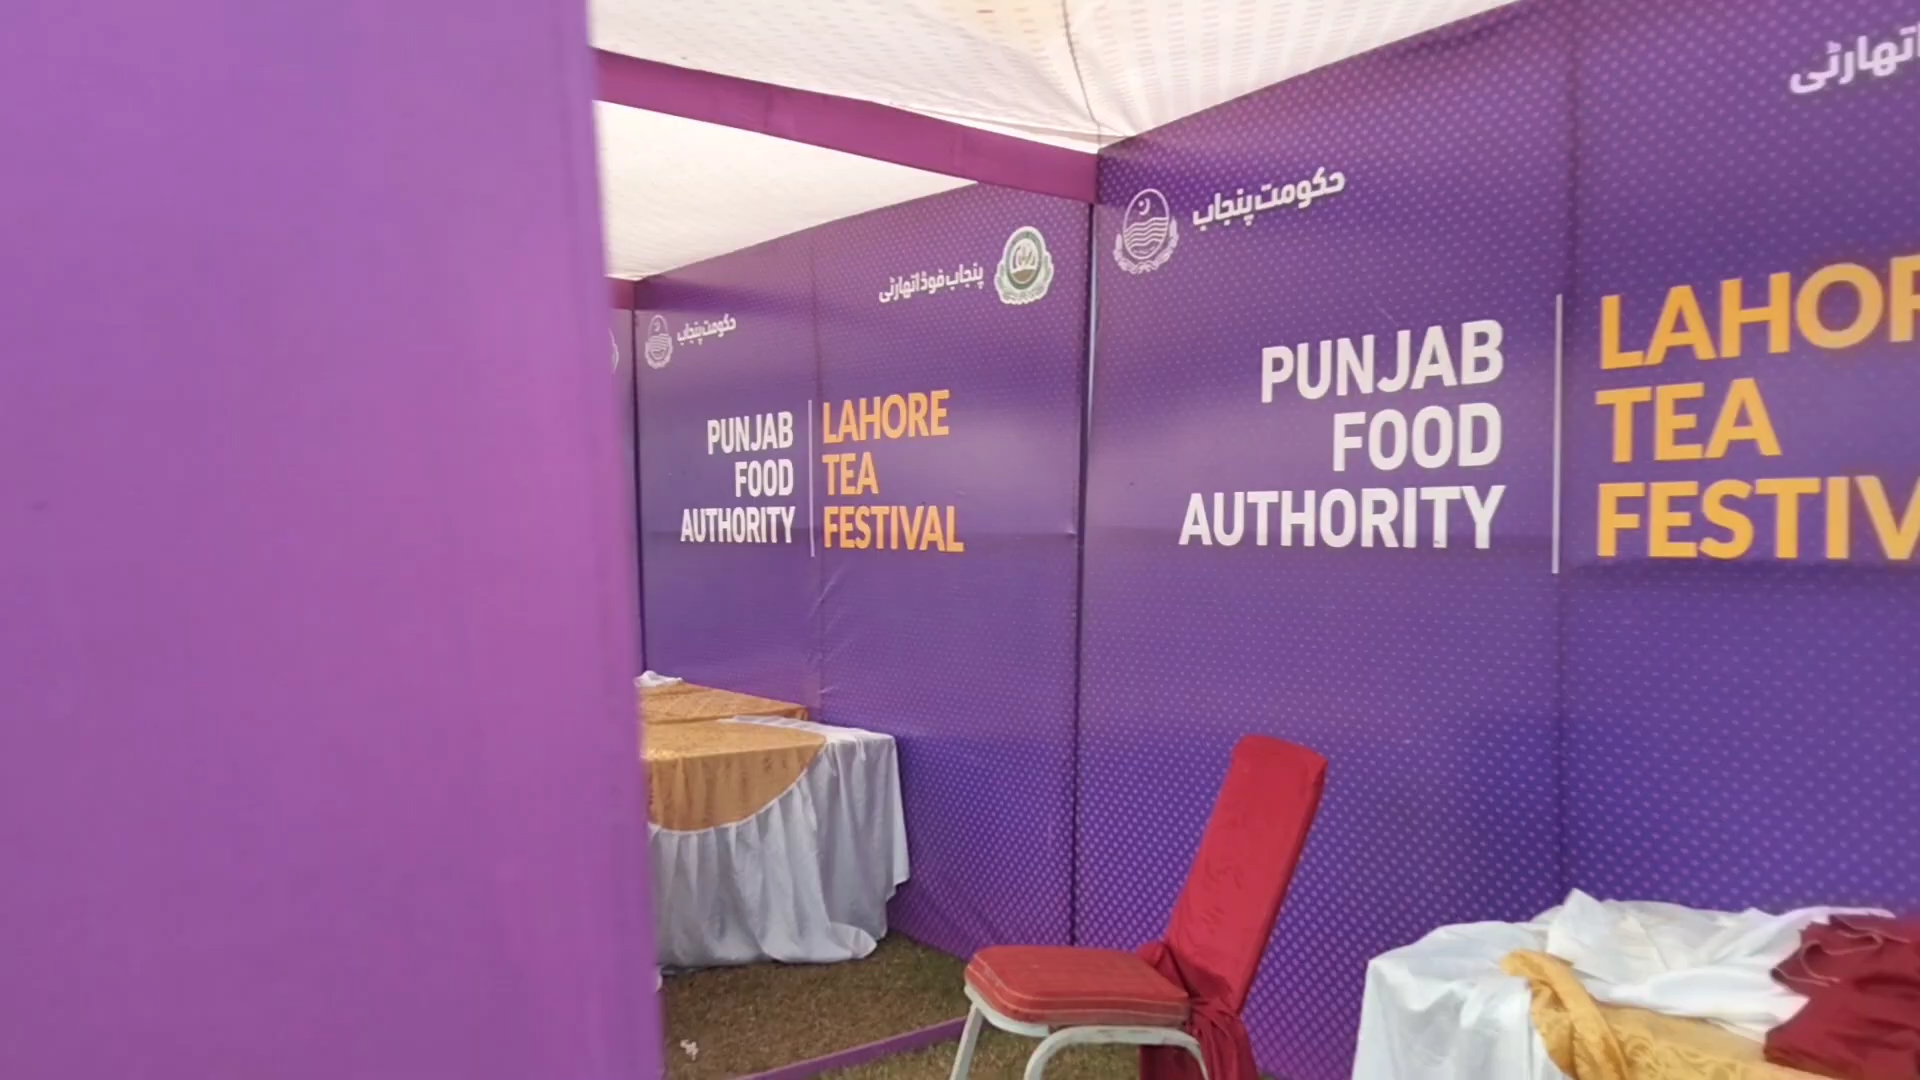 حکومت پنجاب
پنجاب فوڈ اتھارٹی
PUNJAB
FOOD
AUTHORITY
LAHORE
TEA
FESTIVAL
حکومت پنجاب
اتھارٹی
PUNJAB
FOOD
AUTHORITY
LAHOR
TEA
FESTIV